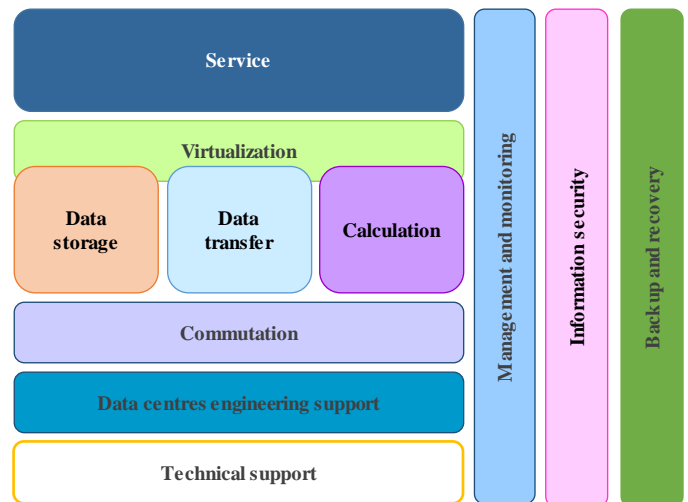 Service
Virtualization
Data
storage
Data
transfer
Calculation
Commutation
Data centres engineering support
Technical support
Management and monitoring
Information security
Backup and recovery